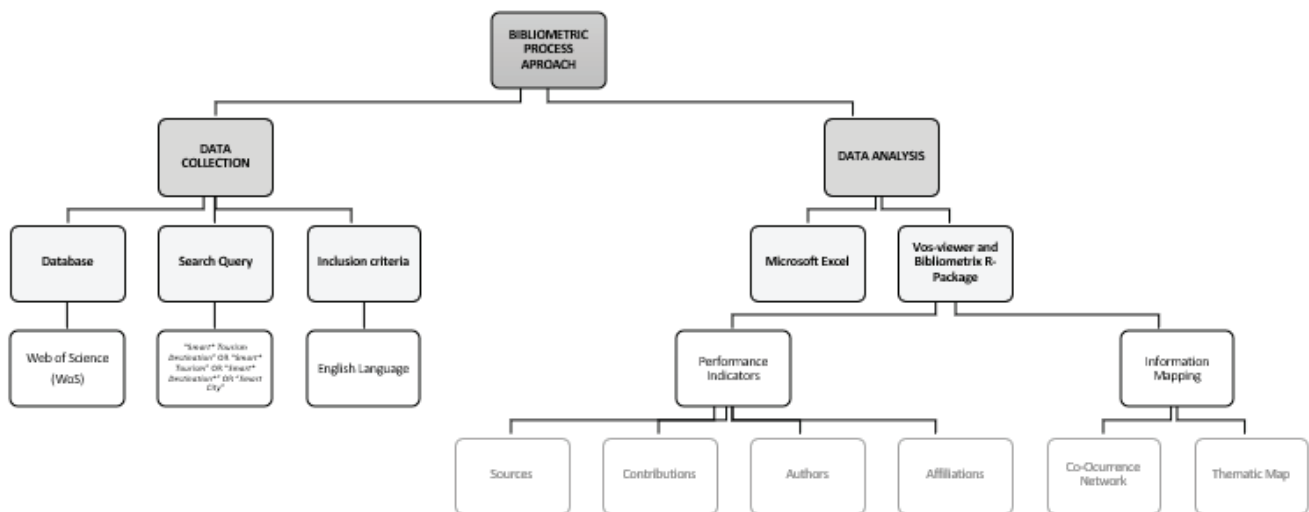 BIBLIOMETRIC
PROCESS
APROACH
DATA
COLLECTION
DATA ANALYSIS
Database
Search Query
Inclusion criteria
Microsoft Excel
Vos-viewer and
Bibliometrix R-
Package
Web of Science
(WoS)
"Smart* Tourism
Destination" OR "Smart*
Tourism" OR "Smart*
Destination*" OR "Smart
City"
English Language
Performance
Indicators
Information
Mapping
Sources
Contributions
Authors
Affiliations
Co-Ocurrence
Network
Thematic Map